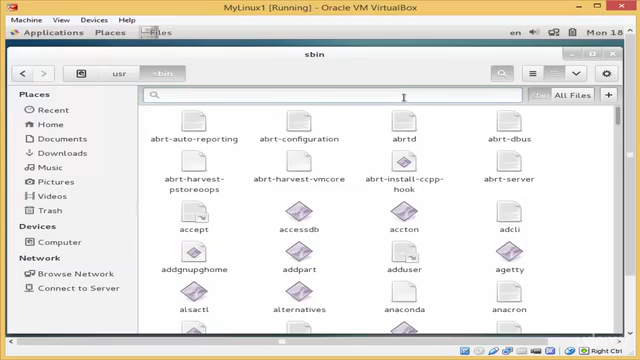 MyLinux1 [Running] - Oracle VM VirtualBox
Machine View Devices Help
Applications Places Files en Mon 18
sbin
usr sbin
Places
Recent
Home
Documents
Downloads
Music
Pictures
Videos
Trash
Devices
Computer
Network
Browse Network
Connect to Server
sbin All Files
abrt-auto-reporting abrt-configuration abrtd abrt-dbus
abrt-harvest-pstoreoops abrt-harvest-vmcore abrt-install-ccpp-hook abrt-server
accept accessdb accton adcli
addgnupghome addpart adduser agetty
alsactl alternatives anaconda anacron
Right Ctrl